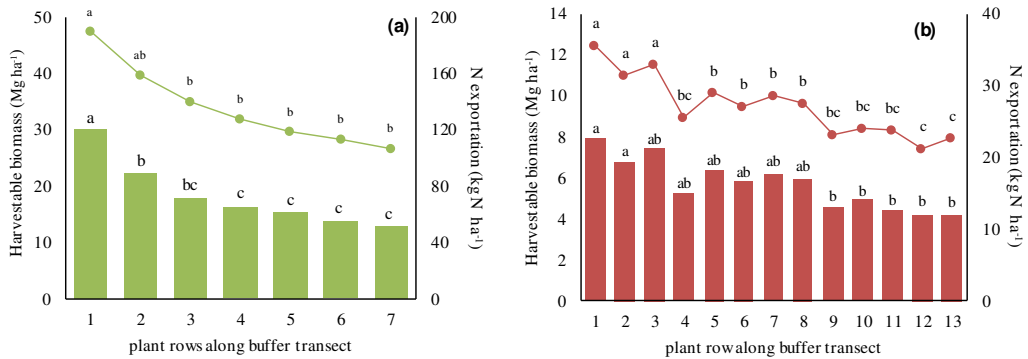 (a)
Harvestable biomass (Mg ha⁻¹)
50
40
30
20
10
0
a
ab
b
b
b
b
b
a
b
bc
c
c
c
c
200
160
120
80
40
0
N exportation (kg N ha⁻¹)
1 2 3 4 5 6 7
plant rows along buffer transect
(b)
Harvestable biomass (Mg ha⁻¹)
14
12
10
8
6
4
2
0
a
a
a
bc
b
b
b
b
bc
bc
bc
c
c
a
a
ab
ab
ab
ab
ab
ab
b
b
b
b
b
40
30
20
10
0
N exportation (kg N ha⁻¹)
1 2 3 4 5 6 7 8 9 10 11 12 13
plant row along buffer transect